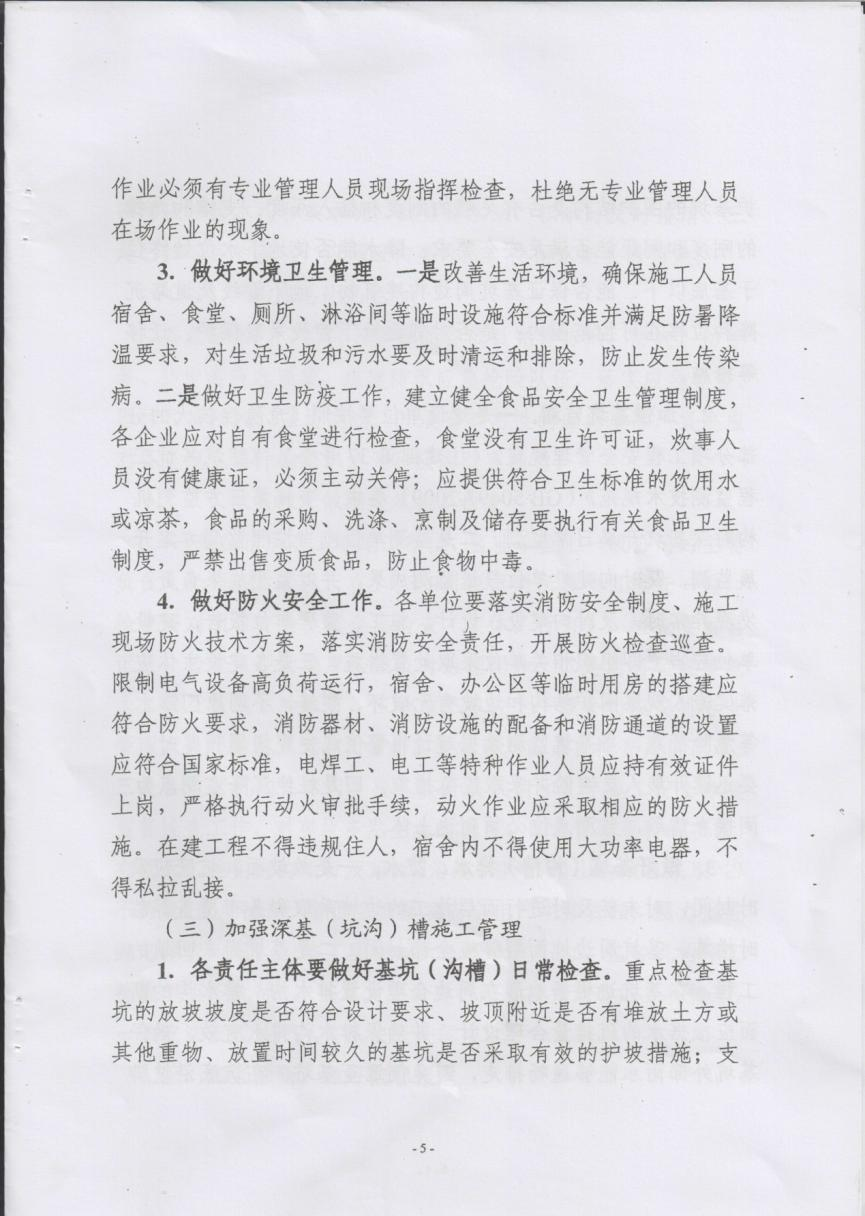 作业必须有专业管理人员现场指挥检查，杜绝无专业管理人员
在场作业的现象。
3. 做好环境卫生管理。一是改善生活环境，确保施工人员
宿舍、食堂、厕所、淋浴间等临时设施符合标准并满足防暑降
温要求，对生活垃圾和污水要及时清运和排除，防止发生传染
病。二是做好卫生防疫工作，建立健全食品安全卫生管理制度，
各企业应对自有食堂进行检查，食堂没有卫生许可证，炊事人
员没有健康证，必须主动关停；应提供符合卫生标准的饮用水
或凉茶，食品的采购、洗涤、烹制及储存要执行有关食品卫生
制度，严禁出售变质食品，防止食物中毒。
4. 做好防火安全工作。各单位要落实消防安全制度、施工
现场防火技术方案，落实消防安全责任，开展防火检查巡查。
限制电气设备高负荷运行，宿舍、办公区等临时用房的搭建应
符合防火要求，消防器材、消防设施的配备和消防通道的设置
应符合国家标准，电焊工、电工等特种作业人员应持有效证件
上岗，严格执行动火审批手续，动火作业应采取相应的防火措
施。在建工程不得违规住人，宿舍内不得使用大功率电器，不
得私拉乱接。
（三）加强深基（坑沟）槽施工管理
1. 各责任主体要做好基坑（沟槽）日常检查。重点检查基
坑的放坡坡度是否符合设计要求、坡顶附近是否有堆放土方或
其他重物、放置时间较久的基坑是否采取有效的护坡措施；支
- 5 -